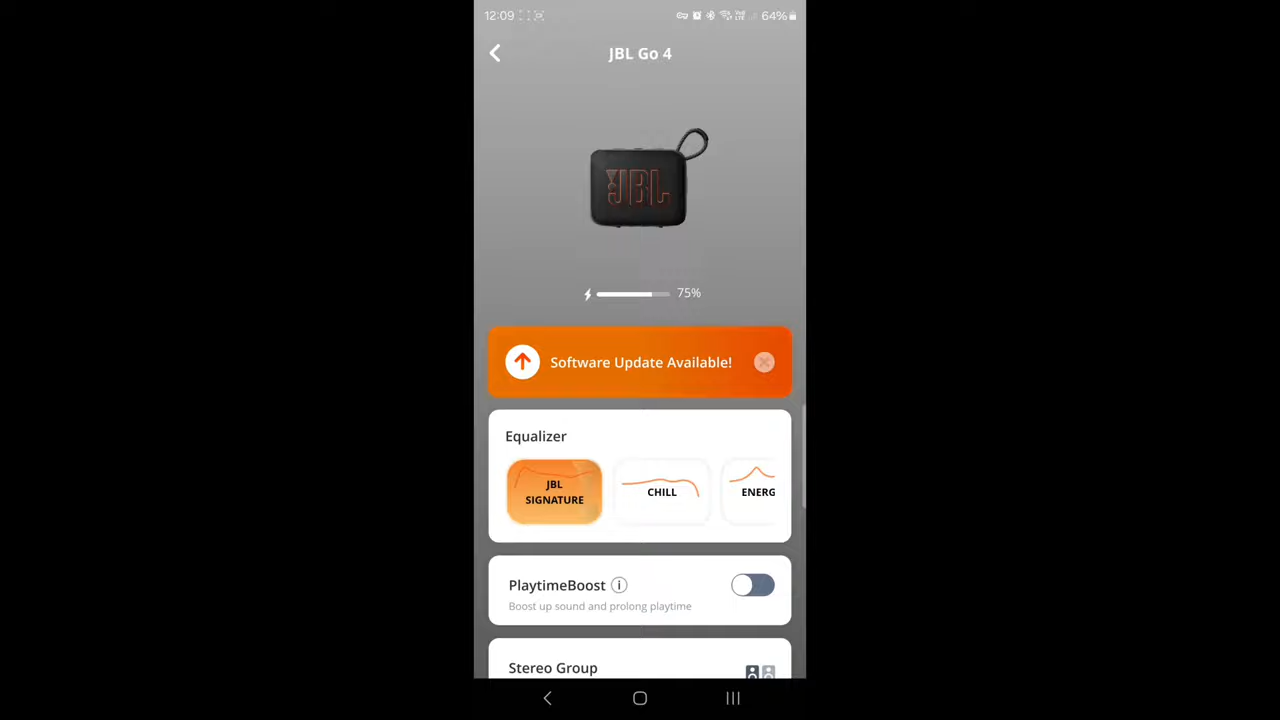 12:09 64%
JBL Go 4
JBL
75%
Software Update Available!
Equalizer
JBL
SIGNATURE
CHILL
ENERG
PlaytimeBoost i
Boost up sound and prolong playtime
Stereo Group